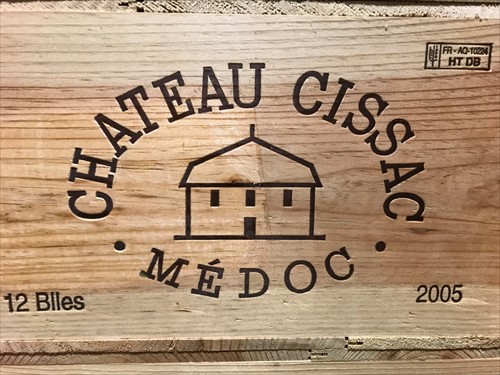 FR - AQ-10224
HT DB
CHATEAU CISSAC
MÉDOC
12 Blles
2005